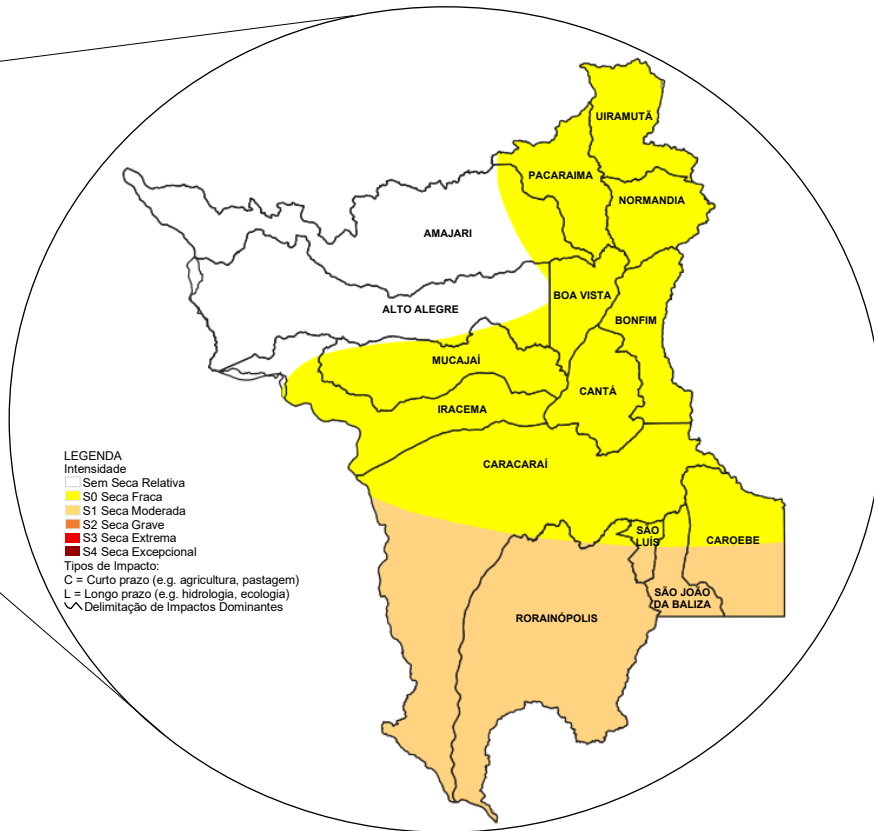 UIRAMUTÃ
PACARAIMA
NORMANDIA
AMAJARI
BOA VISTA
ALTO ALEGRE
BONFIM
MUCAJAÍ
CANTÁ
IRACEMA
CARACARAÍ
LEGENDA
Intensidade
Sem Seca Relativa
S0 Seca Fraca
S1 Seca Moderada
S2 Seca Grave
S3 Seca Extrema
S4 Seca Excepcional
Tipos de Impacto:
C = Curto prazo (e.g. agricultura, pastagem)
L = Longo prazo (e.g. hidrologia, ecologia)
Delimitação de Impactos Dominantes
SÃO
LUÍS
CAROEBE
SÃO JOÃO
DA BALIZA
RORAINÓPOLIS